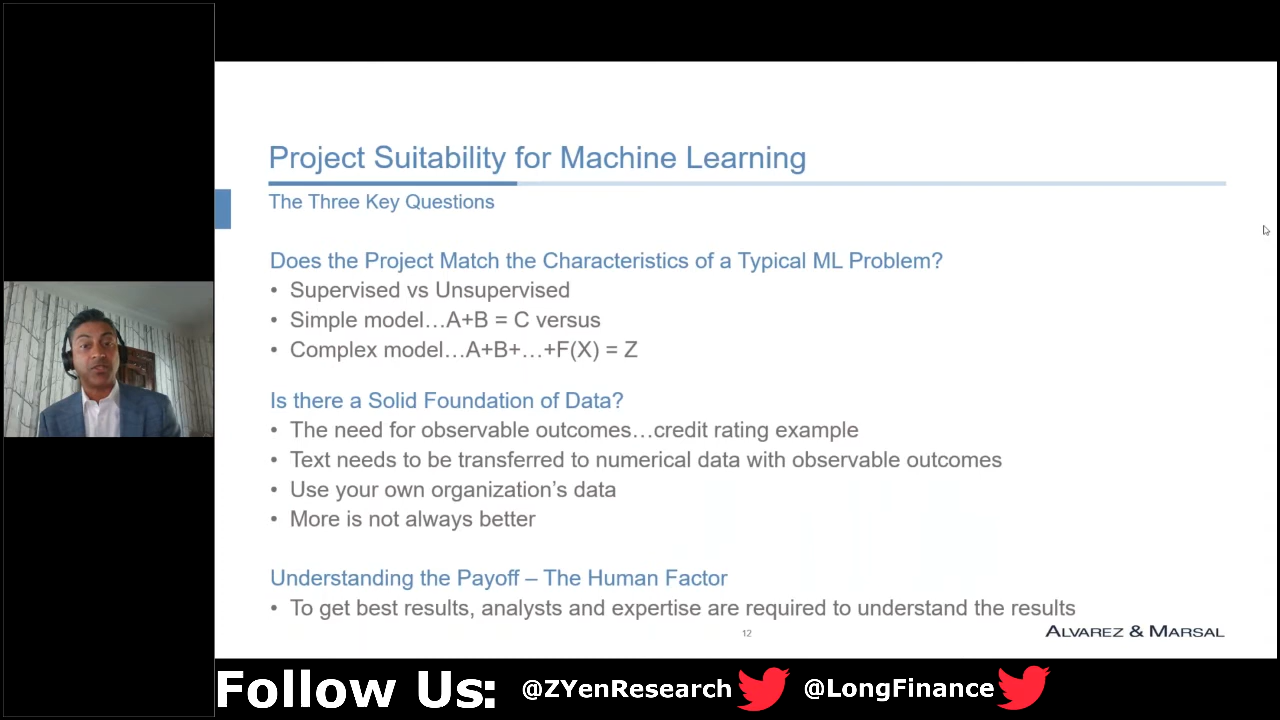 Project Suitability for Machine Learning
The Three Key Questions
Does the Project Match the Characteristics of a Typical ML Problem?
• Supervised vs Unsupervised
• Simple model…A+B = C versus
• Complex model…A+B+…+F(X) = Z
Is there a Solid Foundation of Data?
• The need for observable outcomes…credit rating example
• Text needs to be transferred to numerical data with observable outcomes
• Use your own organization’s data
• More is not always better
Understanding the Payoff – The Human Factor
• To get best results, analysts and expertise are required to understand the results
12
ALVAREZ & MARSAL
Follow Us: @ZYenResearch @LongFinance